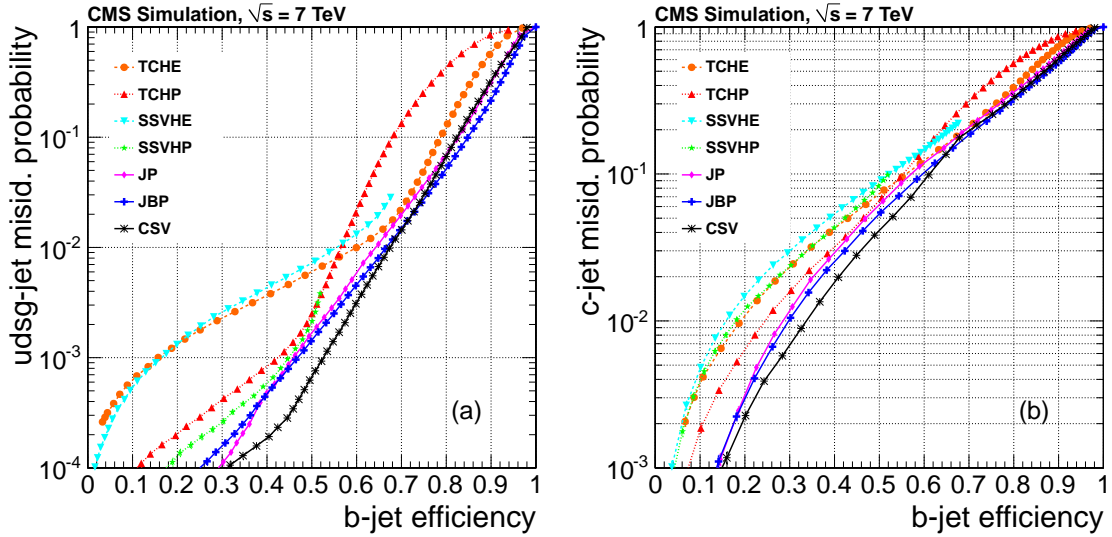 CMS Simulation, √s = 7 TeV
udsg-jet misid. probability
1
10⁻¹
10⁻²
10⁻³
10⁻⁴
TCHE
TCHP
SSVHE
SSVHP
JP
JBP
CSV
(a)
0 0.1 0.2 0.3 0.4 0.5 0.6 0.7 0.8 0.9 1
b-jet efficiency
CMS Simulation, √s = 7 TeV
c-jet misid. probability
1
10⁻¹
10⁻²
10⁻³
TCHE
TCHP
SSVHE
SSVHP
JP
JBP
CSV
(b)
0 0.1 0.2 0.3 0.4 0.5 0.6 0.7 0.8 0.9 1
b-jet efficiency